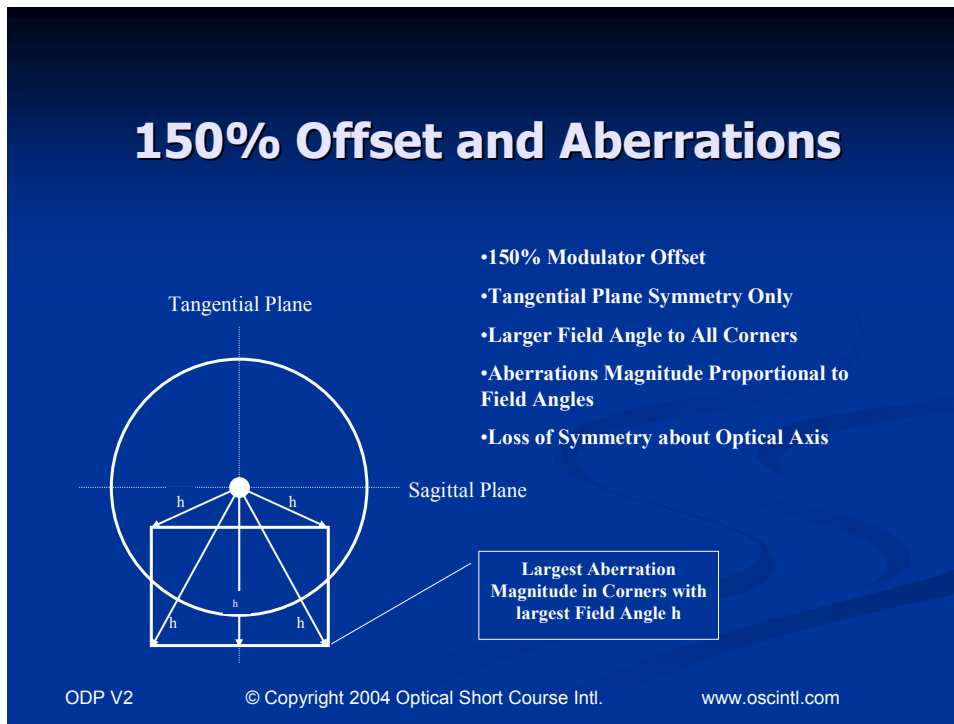 150% Offset and Aberrations
•150% Modulator Offset
•Tangential Plane Symmetry Only
•Larger Field Angle to All Corners
•Aberrations Magnitude Proportional to
Field Angles
•Loss of Symmetry about Optical Axis
Tangential Plane
Sagittal Plane
h
h
h
h
h
Largest Aberration
Magnitude in Corners with
largest Field Angle h
ODP V2
© Copyright 2004 Optical Short Course Intl.
www.oscintl.com